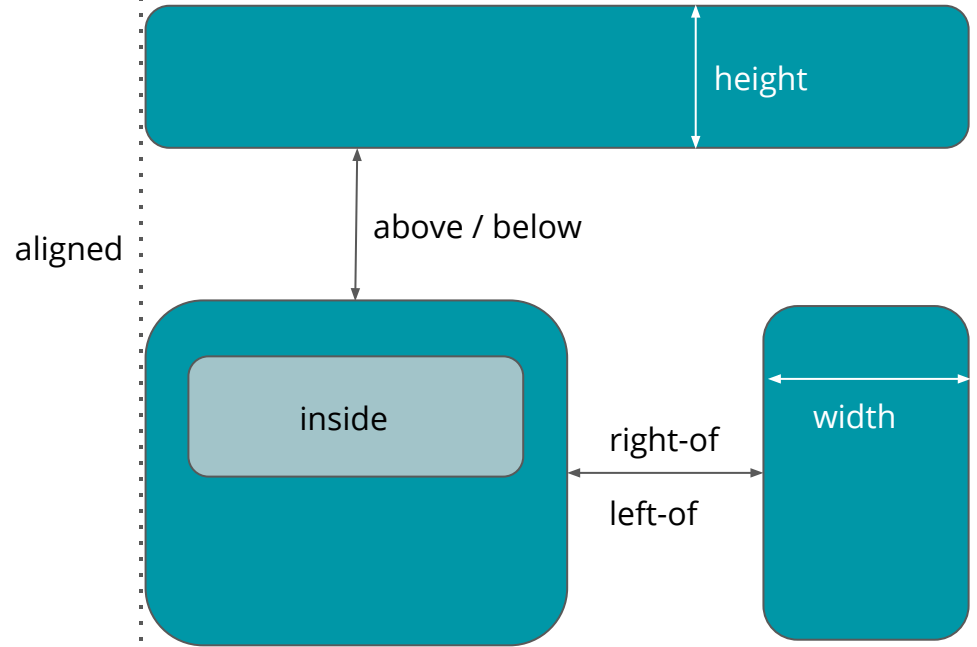 height
above / below
aligned
inside
right-of
left-of
width